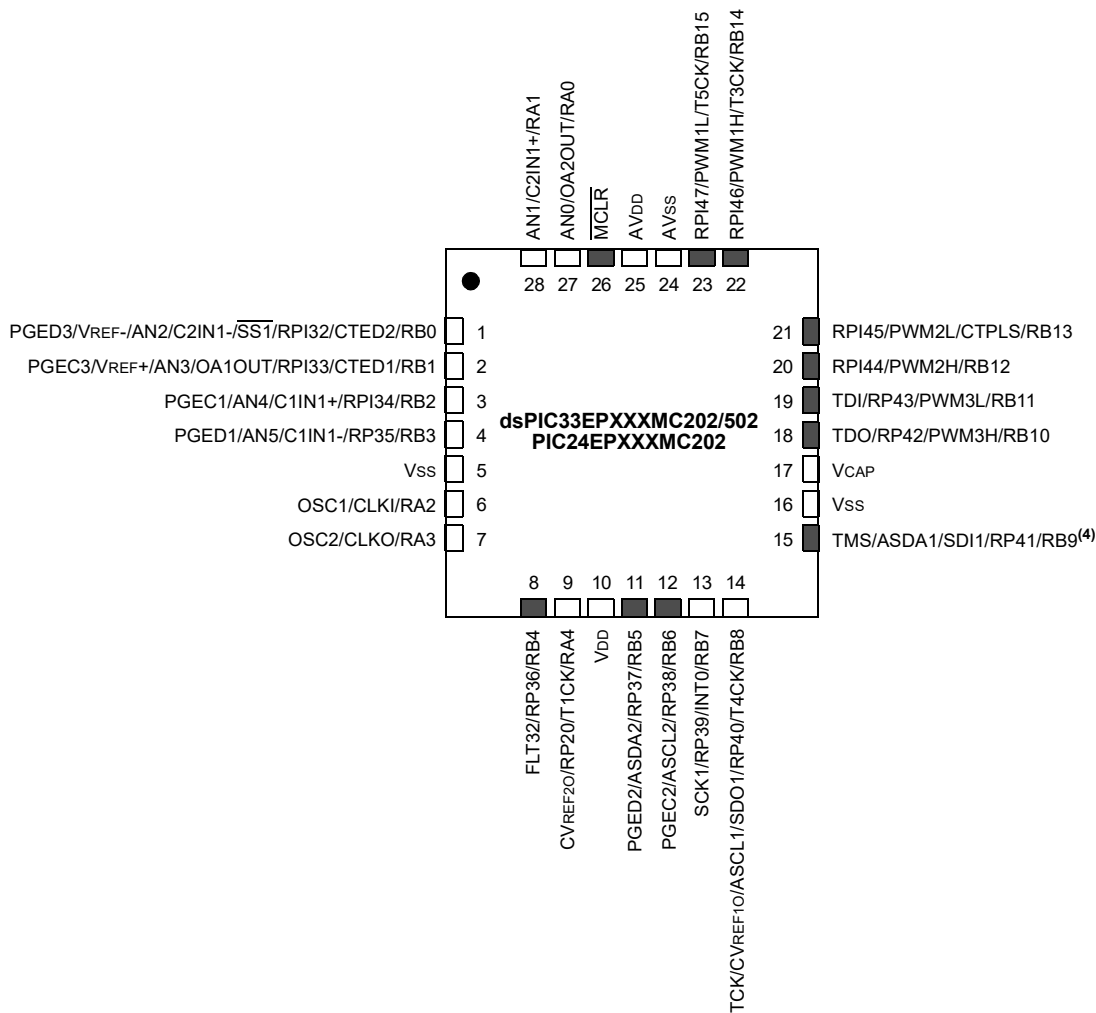 AN1/C2IN1+/RA1
AN0/OA2OUT/RA0
MCLR
AVDD
AVSS
RPI47/PWM1L/T5CK/RB15
RPI46/PWM1H/T3CK/RB14
28 27 26 25 24 23 22
PGED3/VREF-/AN2/C2IN1-/SS1/RPI32/CTED2/RB0 1
PGEC3/VREF+/AN3/OA1OUT/RPI33/CTED1/RB1 2
PGEC1/AN4/C1IN1+/RPI34/RB2 3
PGED1/AN5/C1IN1-/RP35/RB3 4
VSS 5
OSC1/CLKI/RA2 6
OSC2/CLKO/RA3 7
dsPIC33EPXXXMC202/502
PIC24EPXXXMC202
21 RPI45/PWM2L/CTPLS/RB13
20 RPI44/PWM2H/RB12
19 TDI/RP43/PWM3L/RB11
18 TDO/RP42/PWM3H/RB10
17 VCAP
16 VSS
15 TMS/ASDA1/SDI1/RP41/RB9(4)
8 9 10 11 12 13 14
FLT32/RP36/RB4
CVREF2O/RP20/T1CK/RA4
VDD
PGED2/ASDA2/RP37/RB5
PGEC2/ASCL2/RP38/RB6
SCK1/RP39/INT0/RB7
TCK/CVREF1O/ASCL1/SDO1/RP40/T4CK/RB8